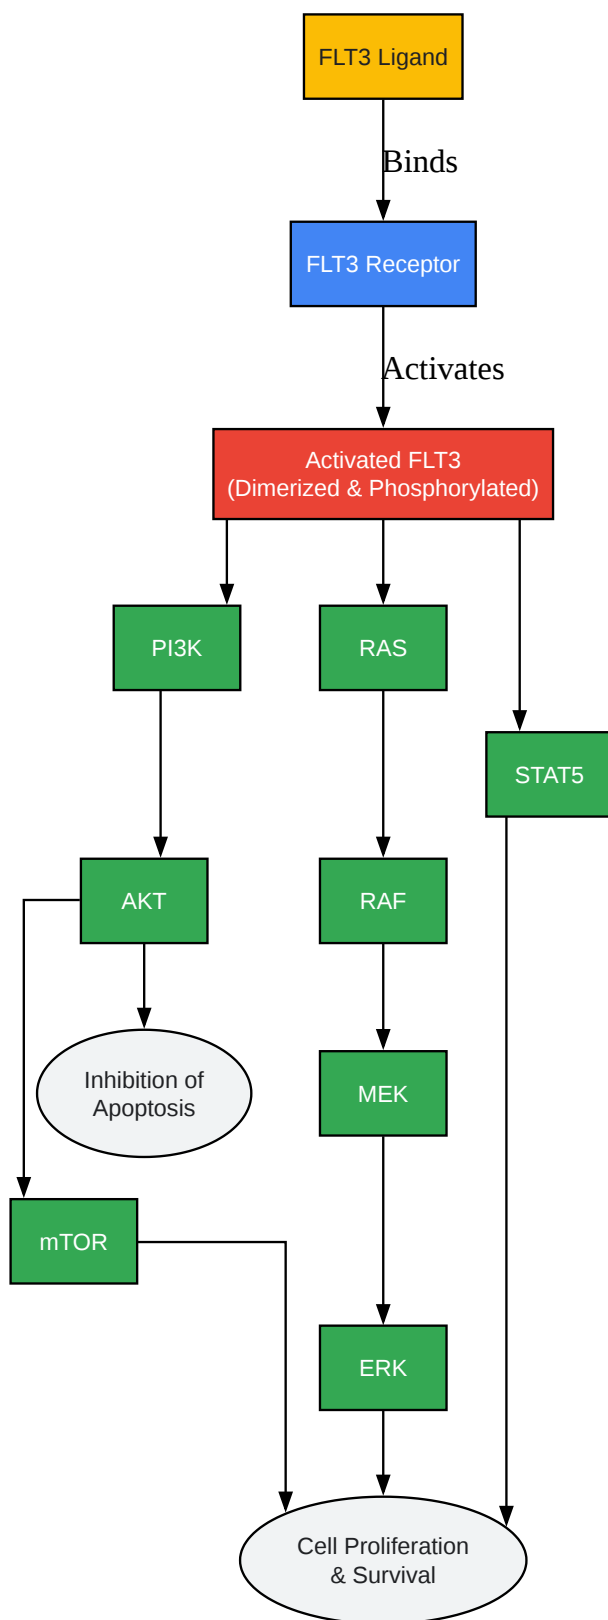 FLT3 Ligand
Binds
FLT3 Receptor
Activates
Activated FLT3
(Dimerized & Phosphorylated)
PI3K
RAS
STAT5
AKT
RAF
Inhibition of
Apoptosis
MEK
mTOR
ERK
Cell Proliferation
& Survival